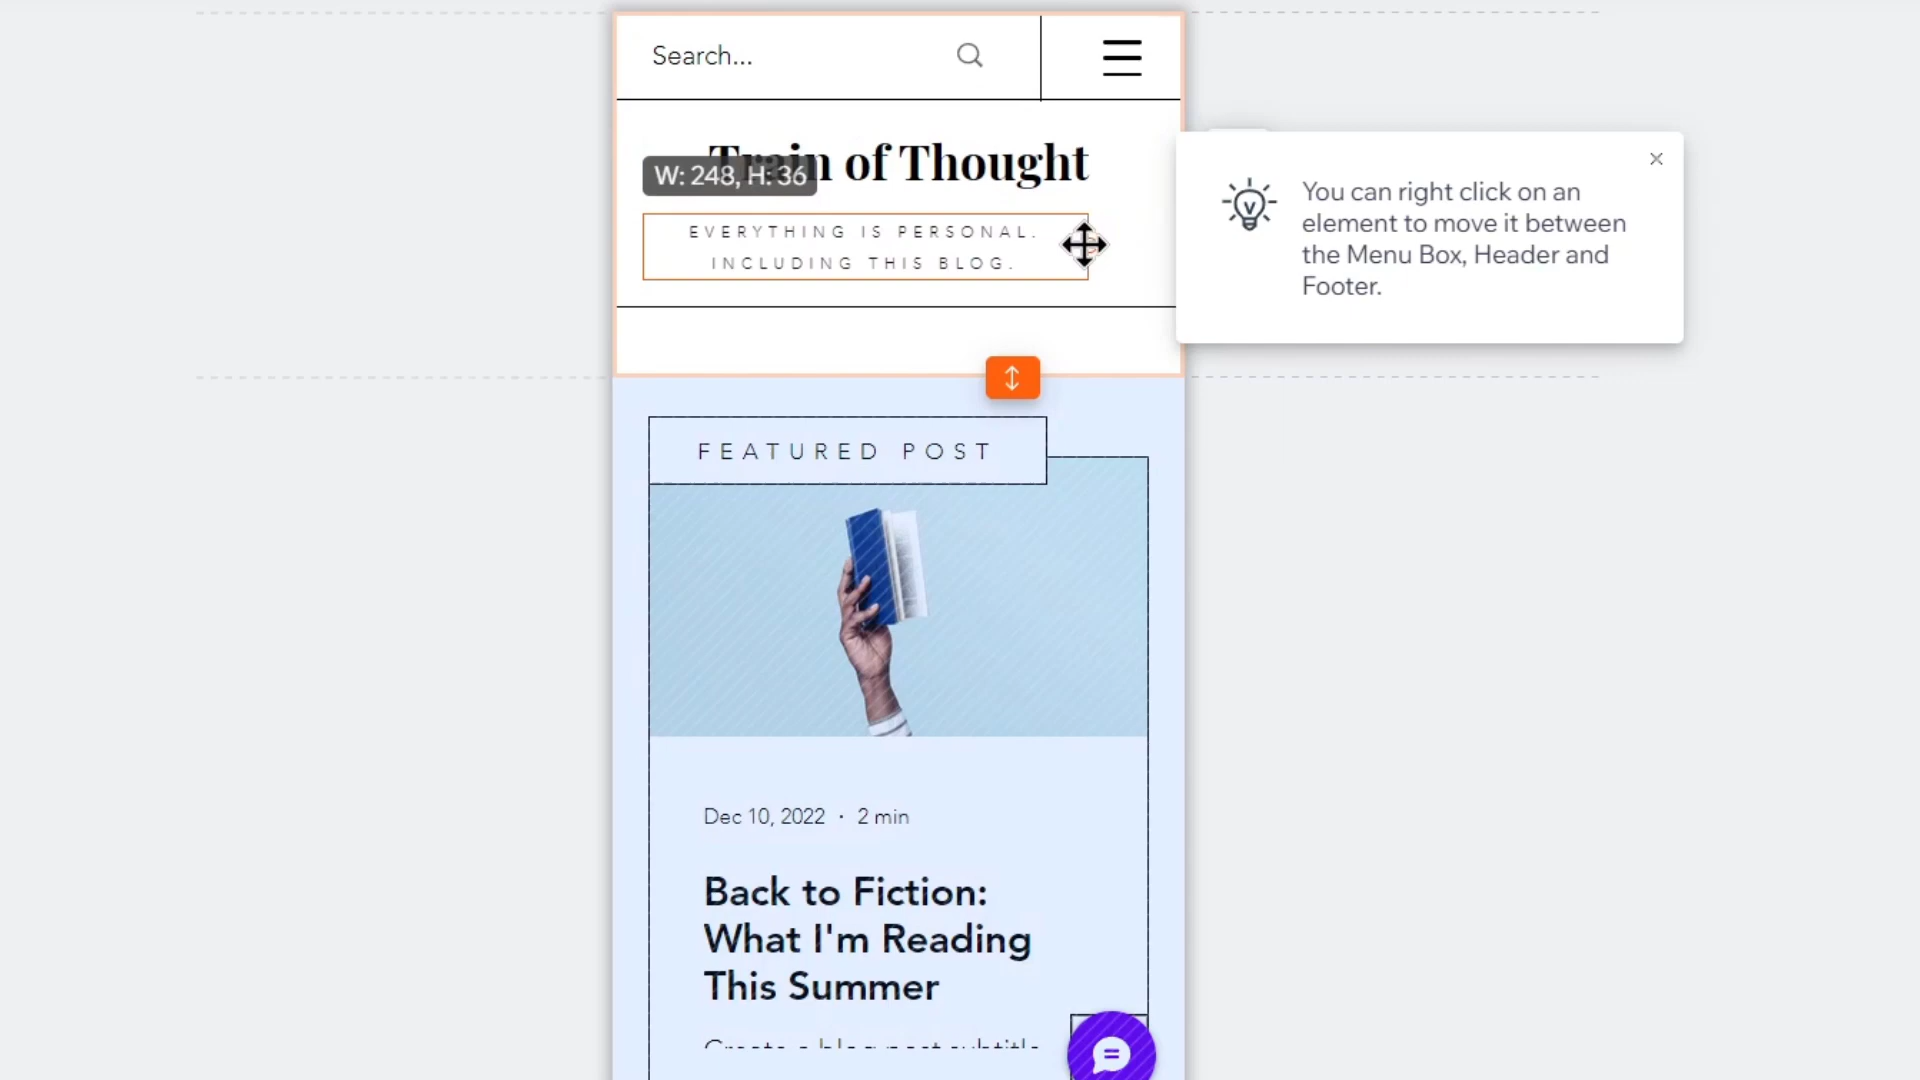 Search...
Train of Thought
W: 248, H: 36
EVERYTHING IS PERSONAL.
INCLUDING THIS BLOG.
You can right click on an
element to move it between
the Menu Box, Header and
Footer.
FEATURED POST
Dec 10, 2022 · 2 min
Back to Fiction:
What I'm Reading
This Summer
Create a blog post subtitle